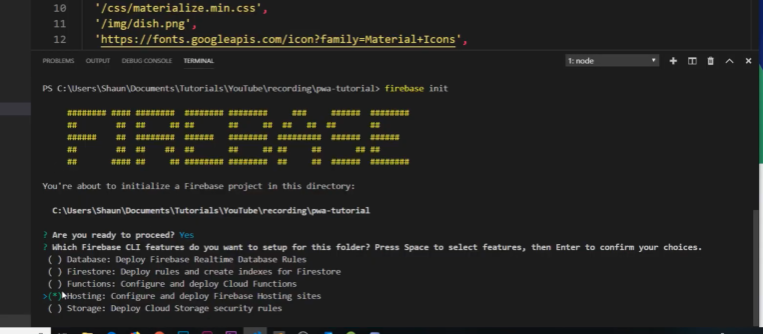 10 '/css/materialize.min.css',
11 '/img/dish.png',
12 'https://fonts.googleapis.com/icon?family=Material+Icons',
PROBLEMS OUTPUT DEBUG CONSOLE TERMINAL 1: node
PS C:\Users\Shaun\Documents\Tutorials\YouTube\recording\pwa-tutorial> firebase init
######## #### ######## ######## ######## ### ###### ########
## ## ## ## ## ## ## ## ## ## ##
###### ## ######## ###### ######## ######### ###### ######
## ## ## ## ## ## ## ## ## ## ##
## #### ## ## ######## ######## ## ## ###### ########
You're about to initialize a Firebase project in this directory:
C:\Users\Shaun\Documents\Tutorials\YouTube\recording\pwa-tutorial
? Are you ready to proceed? Yes
? Which Firebase CLI features do you want to setup for this folder? Press Space to select features, then Enter to confirm your choices.
( ) Database: Deploy Firebase Realtime Database Rules
( ) Firestore: Deploy rules and create indexes for Firestore
( ) Functions: Configure and deploy Cloud Functions
>(*) Hosting: Configure and deploy Firebase Hosting sites
( ) Storage: Deploy Cloud Storage security rules